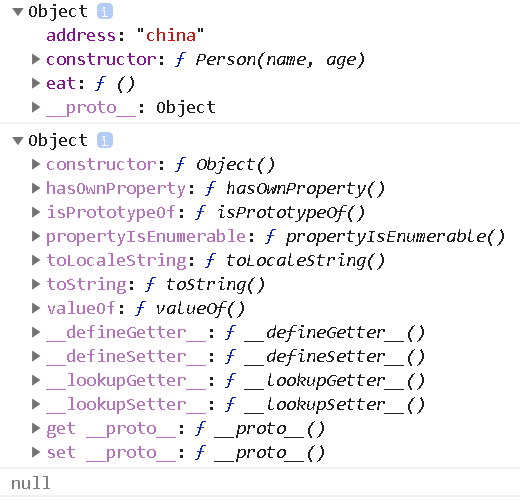 Object i
address: "china"
constructor: ƒ Person(name, age)
eat: ƒ ()
__proto__: Object
Object i
constructor: ƒ Object()
hasOwnProperty: ƒ hasOwnProperty()
isPrototypeOf: ƒ isPrototypeOf()
propertyIsEnumerable: ƒ propertyIsEnumerable()
toLocaleString: ƒ toLocaleString()
toString: ƒ toString()
valueOf: ƒ valueOf()
__defineGetter__: ƒ __defineGetter__()
__defineSetter__: ƒ __defineSetter__()
__lookupGetter__: ƒ __lookupGetter__()
__lookupSetter__: ƒ __lookupSetter__()
get __proto__: ƒ __proto__()
set __proto__: ƒ __proto__()
null